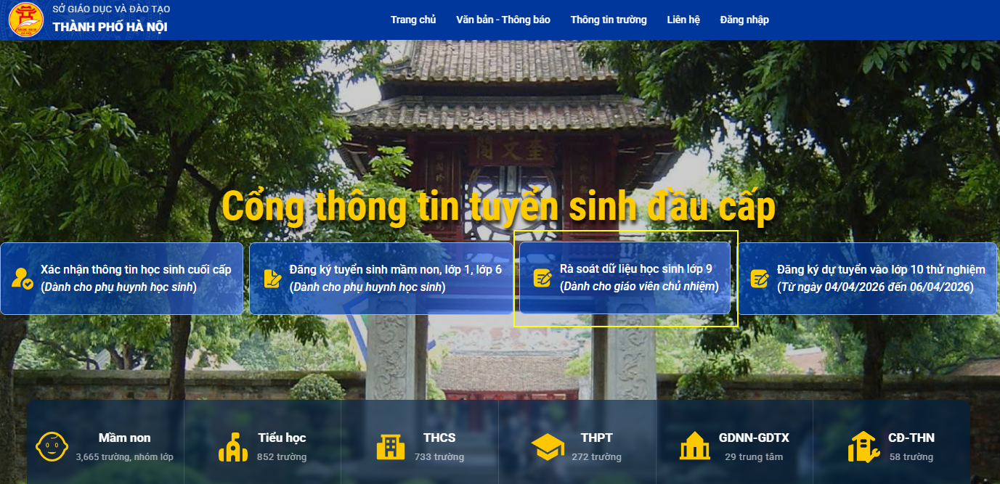 SỞ GIÁO DỤC VÀ ĐÀO TẠO
THÀNH PHỐ HÀ NỘI
Trang chủ Văn bản - Thông báo Thông tin trường Liên hệ Đăng nhập
奎文閣
Cổng thông tin tuyển sinh đầu cấp
Xác nhận thông tin học sinh cuối cấp
(Dành cho phụ huynh học sinh)
Đăng ký tuyển sinh mầm non, lớp 1, lớp 6
(Dành cho phụ huynh học sinh)
Rà soát dữ liệu học sinh lớp 9
(Dành cho giáo viên chủ nhiệm)
Đăng ký dự tuyển vào lớp 10 thử nghiệm
(Từ ngày 04/04/2026 đến 06/04/2026)
Mầm non
3,665 trường, nhóm lớp
Tiểu học
852 trường
THCS
733 trường
THPT
272 trường
GDNN-GDTX
29 trung tâm
CĐ-THN
58 trường